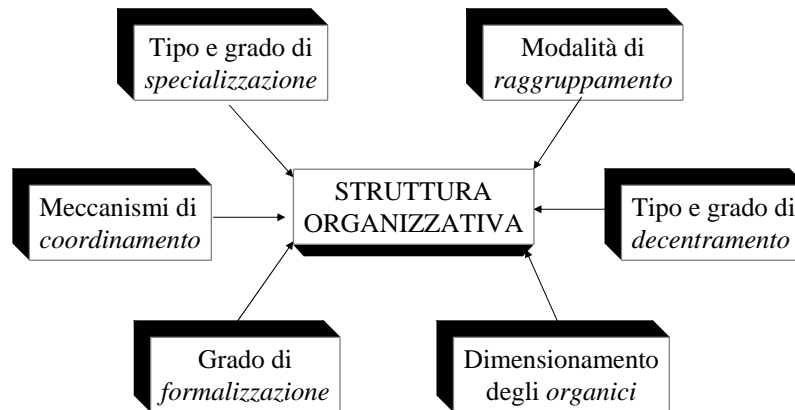 Tipo e grado di
specializzazione
Modalità di
raggruppamento
Meccanismi di
coordinamento
STRUTTURA
ORGANIZZATIVA
Tipo e grado di
decentramento
Grado di
formalizzazione
Dimensionamento
degli organici